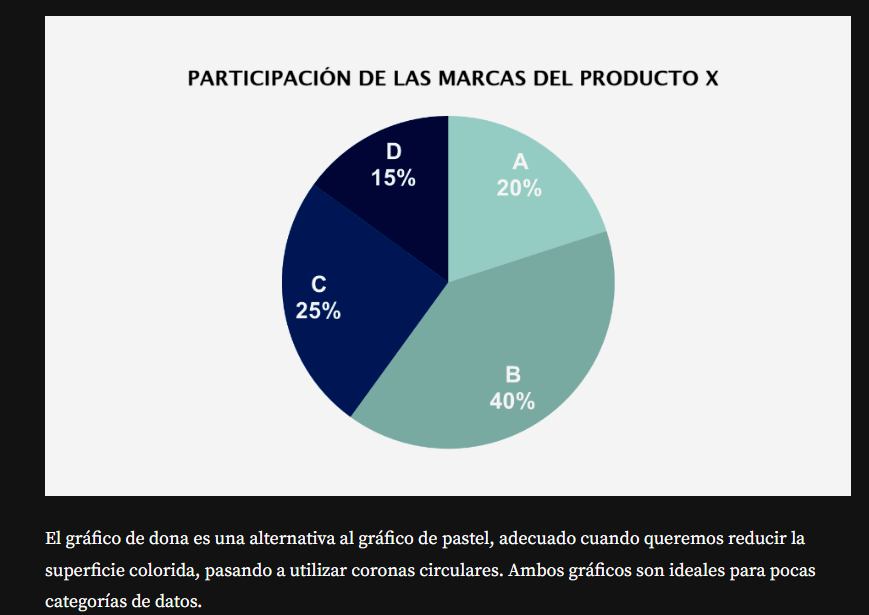 PARTICIPACIÓN DE LAS MARCAS DEL PRODUCTO X
D
15%
A
20%
C
25%
B
40%
El gráfico de dona es una alternativa al gráfico de pastel, adecuado cuando queremos reducir la
superficie colorida, pasando a utilizar coronas circulares. Ambos gráficos son ideales para pocas
categorías de datos.